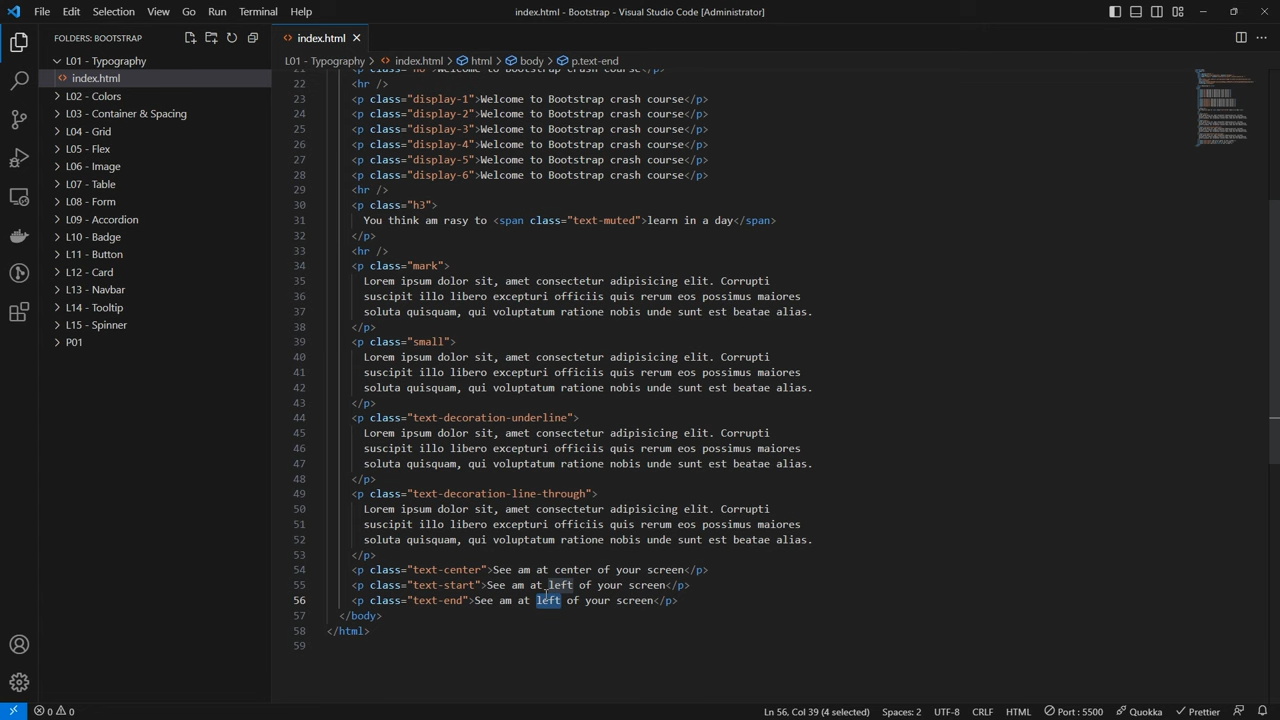 File Edit Selection View Go Run Terminal Help
index.html - Bootstrap - Visual Studio Code [Administrator]
FOLDERS: BOOTSTRAP
index.html
L01 - Typography
index.html
L02 - Colors
L03 - Container & Spacing
L04 - Grid
L05 - Flex
L06 - Image
L07 - Table
L08 - Form
L09 - Accordion
L10 - Badge
L11 - Button
L12 - Card
L13 - Navbar
L14 - Tooltip
L15 - Spinner
P01
L01 - Typography > index.html > html > body > p.text-end
21 <p class="h6">Welcome to Bootstrap crash course</p>
22 <hr />
23 <p class="display-1">Welcome to Bootstrap crash course</p>
24 <p class="display-2">Welcome to Bootstrap crash course</p>
25 <p class="display-3">Welcome to Bootstrap crash course</p>
26 <p class="display-4">Welcome to Bootstrap crash course</p>
27 <p class="display-5">Welcome to Bootstrap crash course</p>
28 <p class="display-6">Welcome to Bootstrap crash course</p>
29 <hr />
30 <p class="h3">
31 You think am rasy to <span class="text-muted">learn in a day</span>
32 </p>
33 <hr />
34 <p class="mark">
35 Lorem ipsum dolor sit, amet consectetur adipisicing elit. Corrupti
36 suscipit illo libero excepturi officiis quis rerum eos possimus maiores
37 soluta quisquam, qui voluptatum ratione nobis unde sunt est beatae alias.
38 </p>
39 <p class="small">
40 Lorem ipsum dolor sit, amet consectetur adipisicing elit. Corrupti
41 suscipit illo libero excepturi officiis quis rerum eos possimus maiores
42 soluta quisquam, qui voluptatum ratione nobis unde sunt est beatae alias.
43 </p>
44 <p class="text-decoration-underline">
45 Lorem ipsum dolor sit, amet consectetur adipisicing elit. Corrupti
46 suscipit illo libero excepturi officiis quis rerum eos possimus maiores
47 soluta quisquam, qui voluptatum ratione nobis unde sunt est beatae alias.
48 </p>
49 <p class="text-decoration-line-through">
50 Lorem ipsum dolor sit, amet consectetur adipisicing elit. Corrupti
51 suscipit illo libero excepturi officiis quis rerum eos possimus maiores
52 soluta quisquam, qui voluptatum ratione nobis unde sunt est beatae alias.
53 </p>
54 <p class="text-center">See am at center of your screen</p>
55 <p class="text-start">See am at left of your screen</p>
56 <p class="text-end">See am at left of your screen</p>
57 </body>
58 </html>
59
0 0 Ln 56, Col 39 (4 selected) Spaces: 2 UTF-8 CRLF HTML Port : 5500 Quokka Prettier